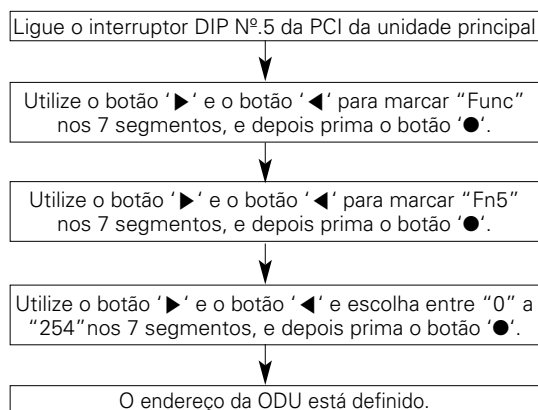 Ligue o interruptor DIP Nº.5 da PCI da unidade principal
Utilize o botão ‘▶‘ e o botão ‘◀‘ para marcar “Func”
nos 7 segmentos, e depois prima o botão ‘●‘.
Utilize o botão ‘▶‘ e o botão ‘◀‘ para marcar “Fn5”
nos 7 segmentos, e depois prima o botão ‘●‘.
Utilize o botão ‘▶‘ e o botão ‘◀‘ e escolha entre “0” a
“254”nos 7 segmentos, e depois prima o botão ‘●‘.
O endereço da ODU está definido.